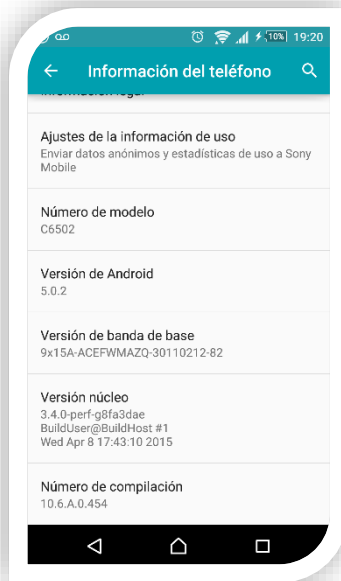 10% 19:20
Información del teléfono
Ajustes de la información de uso
Enviar datos anónimos y estadísticas de uso a Sony
Mobile
Número de modelo
C6502
Versión de Android
5.0.2
Versión de banda de base
9x15A-ACEFWMAZQ-30110212-82
Versión núcleo
3.4.0-perf-g8fa3dae
BuildUser@BuildHost #1
Wed Apr 8 17:43:10 2015
Número de compilación
10.6.A.0.454